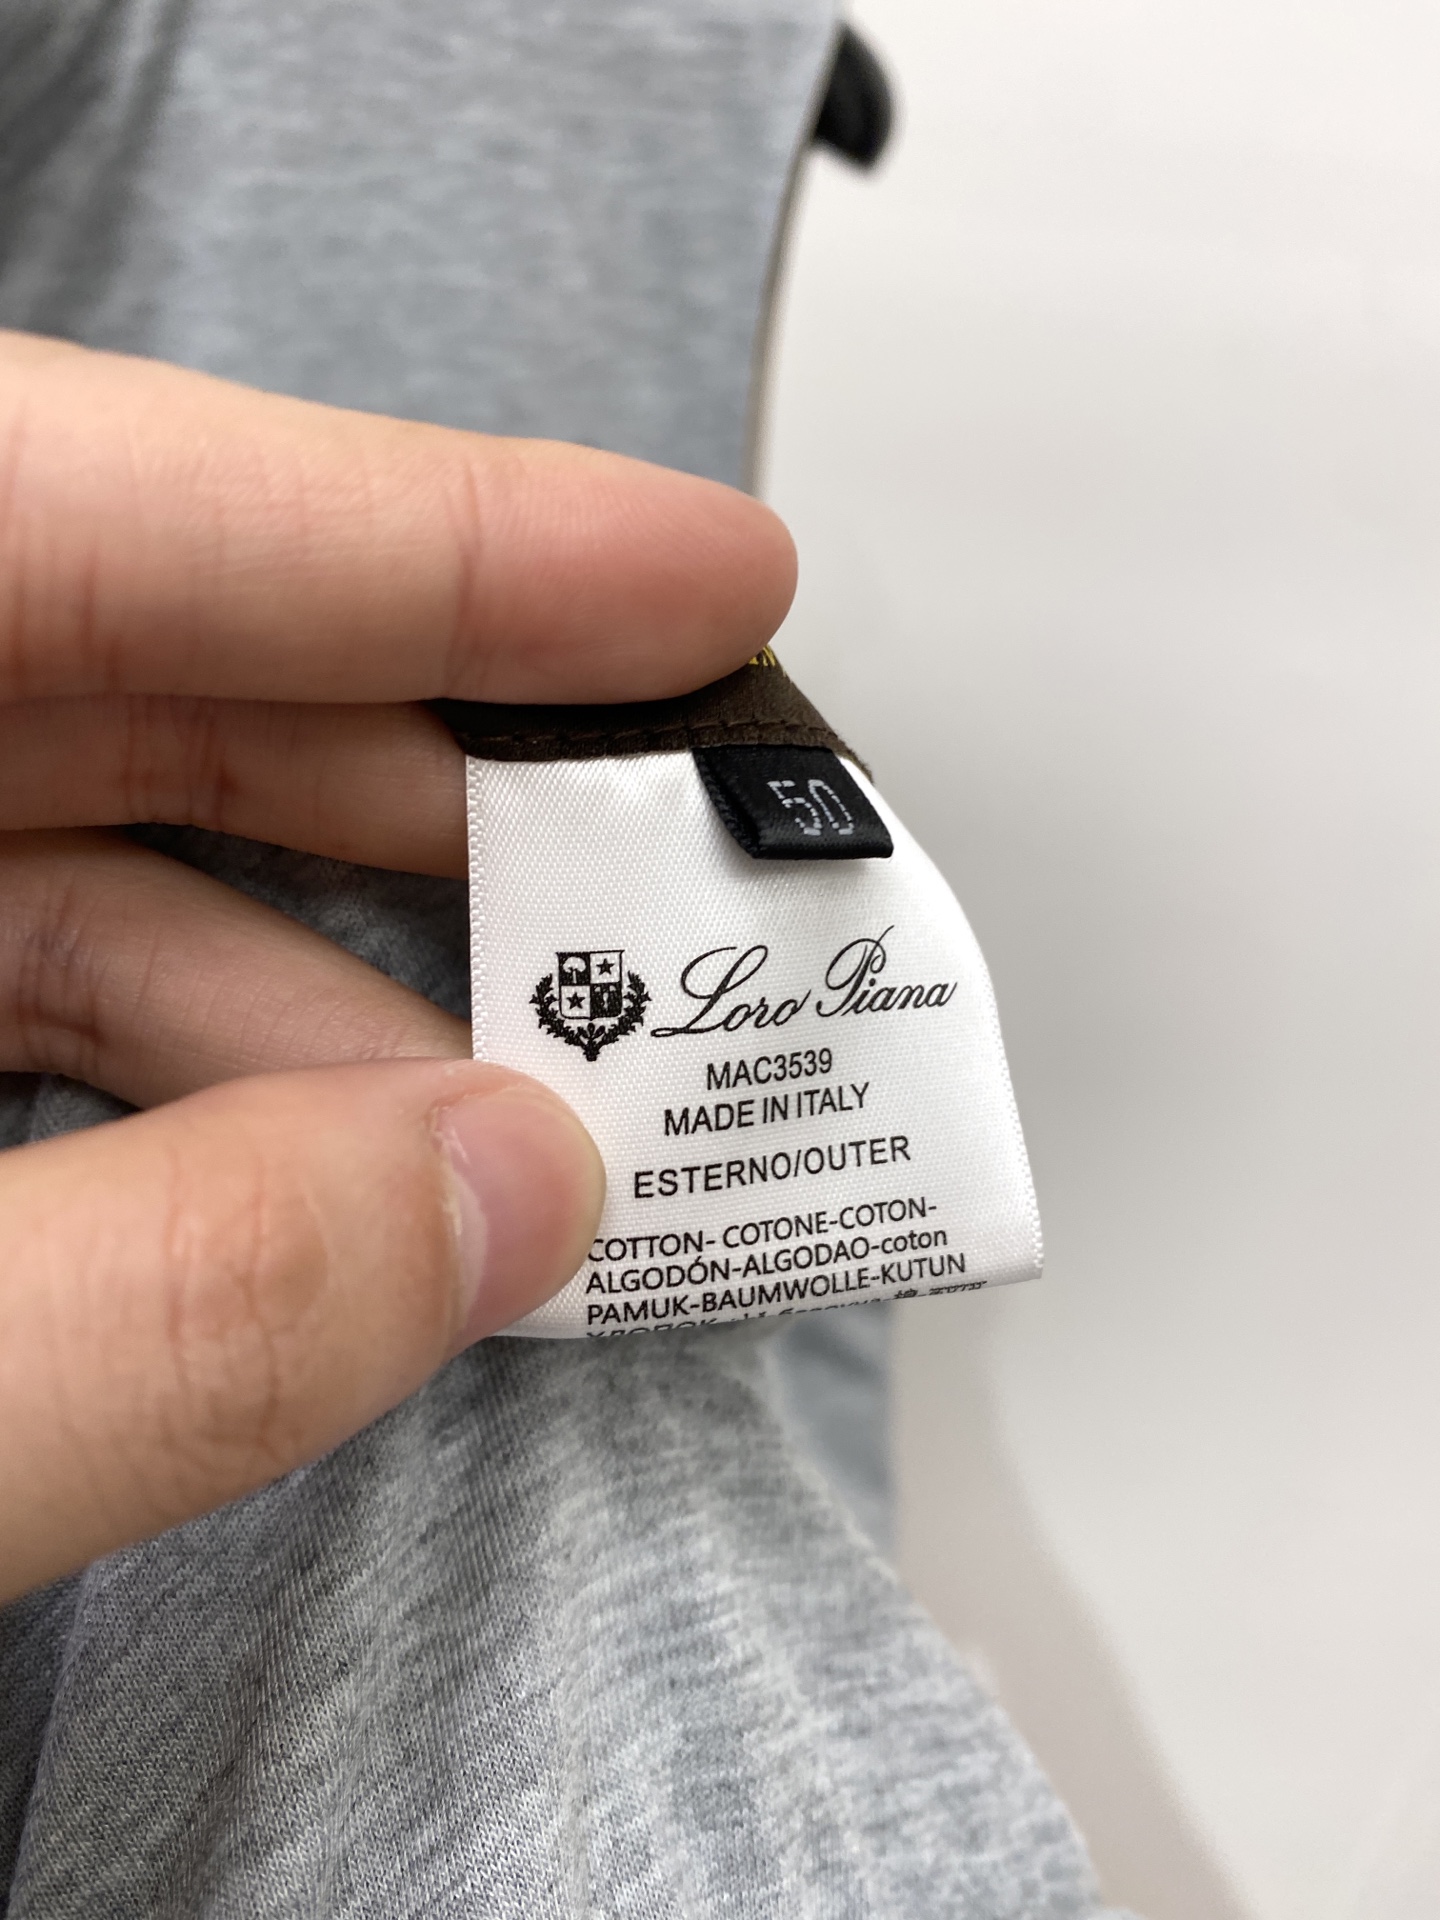 50
Loro Piana
MAC3539
MADE IN ITALY
ESTERNO/OUTER
COTTON- COTONE-COTON-
ALGODÓN-ALGODAO-coton
PAMUK-BAUMWOLLE-KUTUN